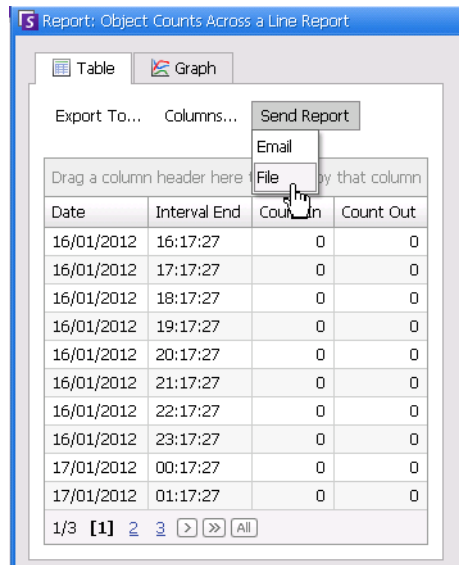 Report: Object Counts Across a Line Report
Table Graph
Export To... Columns... Send Report
Email
File
Drag a column header here by that column
Date Interval End Count In Count Out
16/01/2012 16:17:27 0 0
16/01/2012 17:17:27 0 0
16/01/2012 18:17:27 0 0
16/01/2012 19:17:27 0 0
16/01/2012 20:17:27 0 0
16/01/2012 21:17:27 0 0
16/01/2012 22:17:27 0 0
16/01/2012 23:17:27 0 0
17/01/2012 00:17:27 0 0
17/01/2012 01:17:27 0 0
1/3 [1] 2 3 > >> All